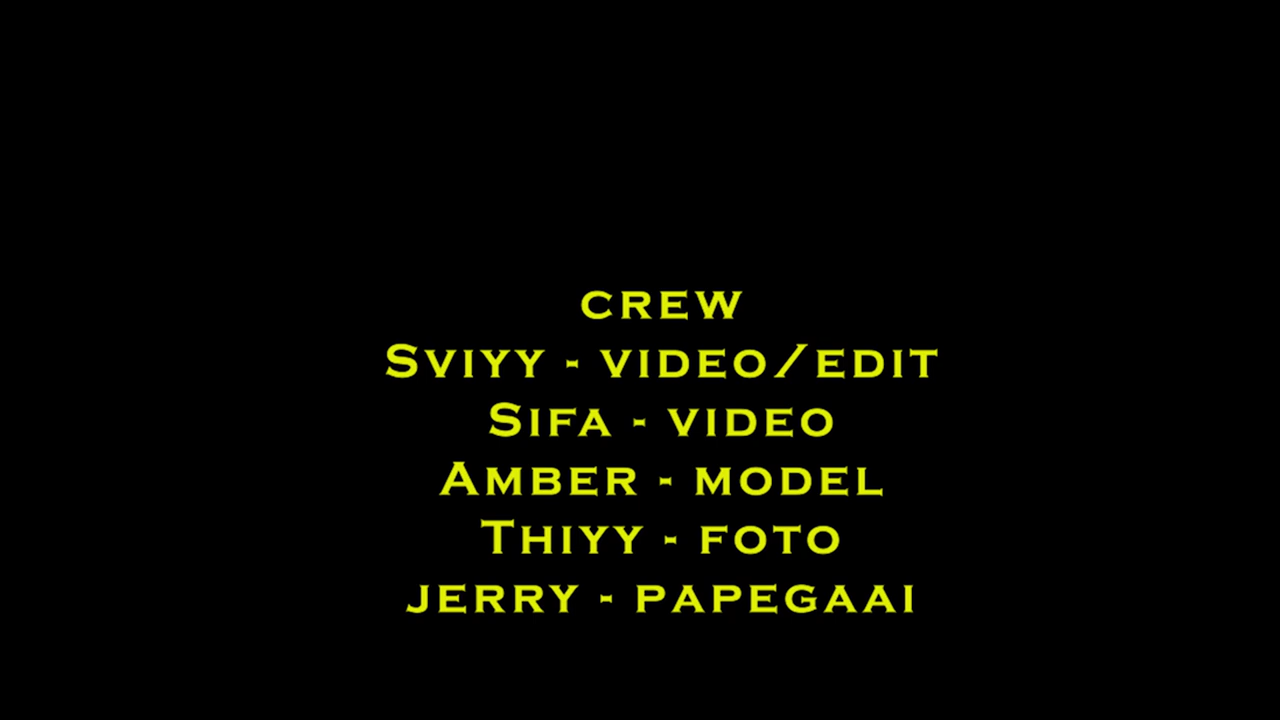 CREW
SVIYY - VIDEO/EDIT
SIFA - VIDEO
AMBER - MODEL
THIYY - FOTO
JERRY - PAPEGAAI